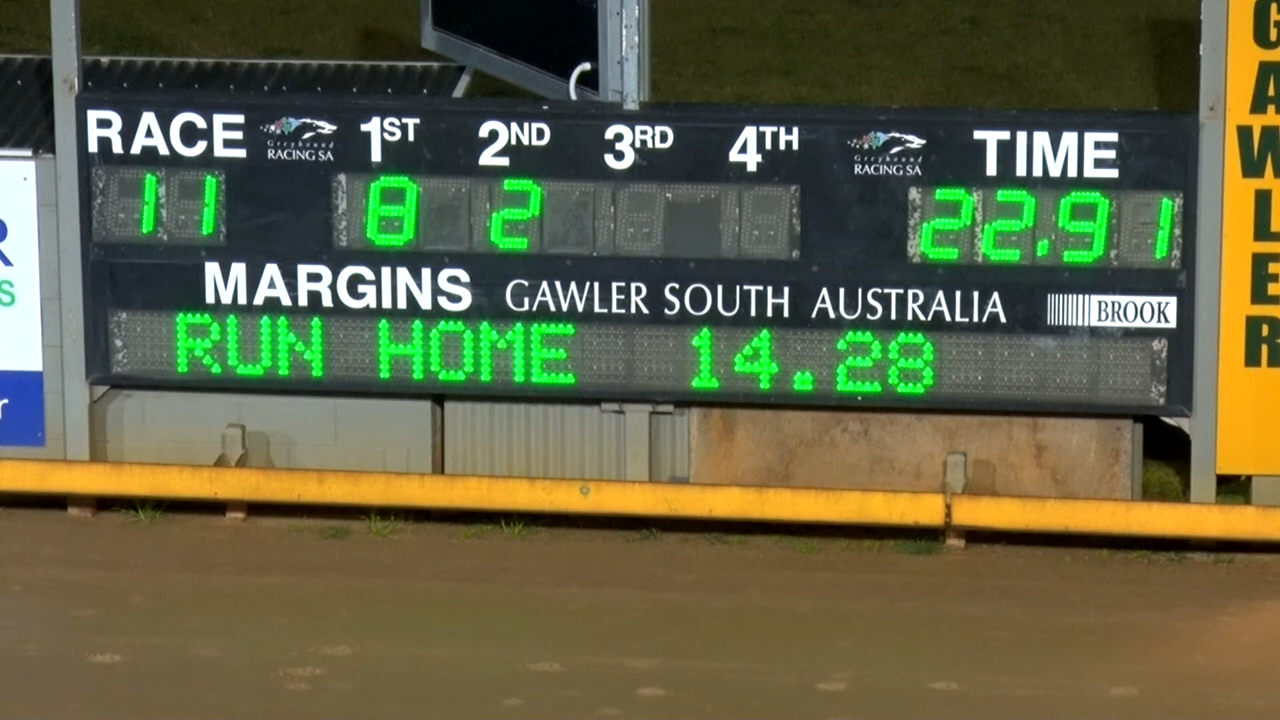 RACE
Greyhound
RACING SA
1ST 2ND 3RD 4TH
Greyhound
RACING SA
TIME
11 8 2 22.91
MARGINS GAWLER SOUTH AUSTRALIA BROOK
RUN HOME 14.28
GAWLER
R
S
r